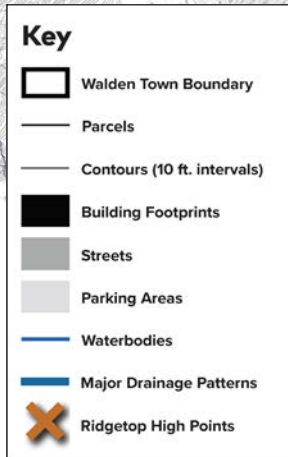 Key
Walden Town Boundary
Parcels
Contours (10 ft. intervals)
Building Footprints
Streets
Parking Areas
Waterbodies
Major Drainage Patterns
Ridgetop High Points